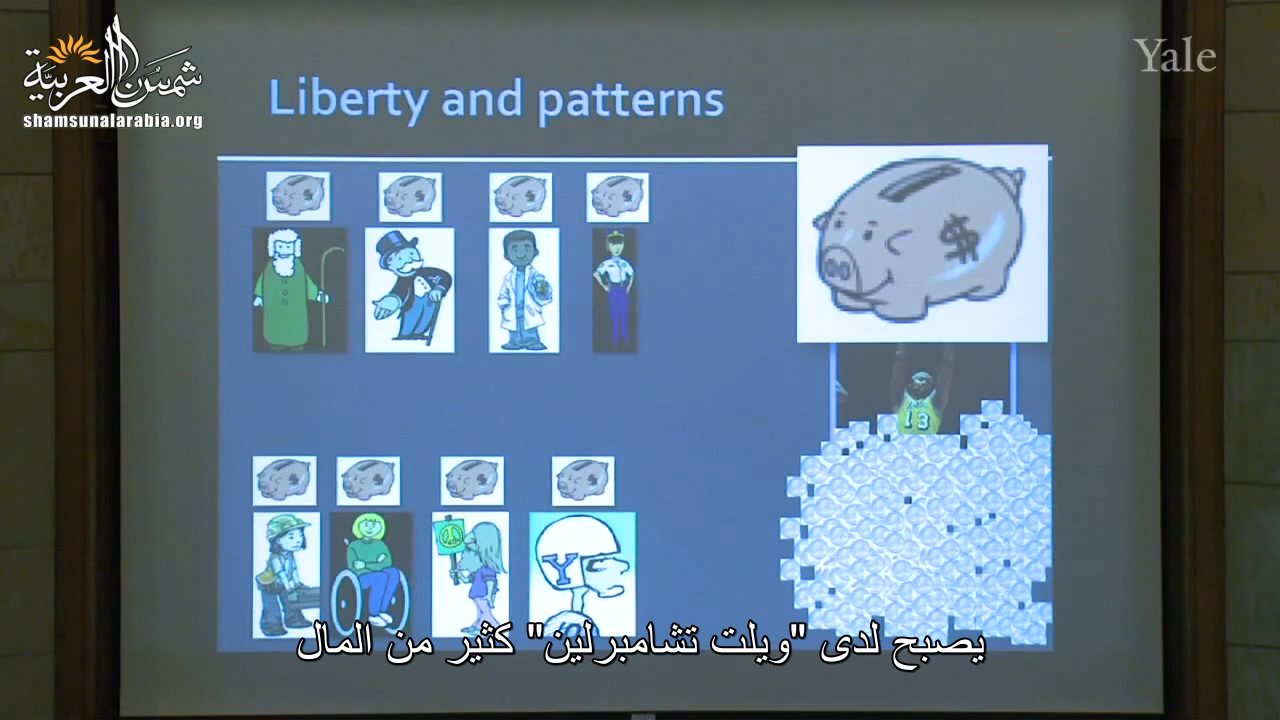 شمس العربية
shamsunalarabia.org
Yale
Liberty and patterns
$
13
Y
يصبح لدى "ويلت تشامبرلين" كثير من المال